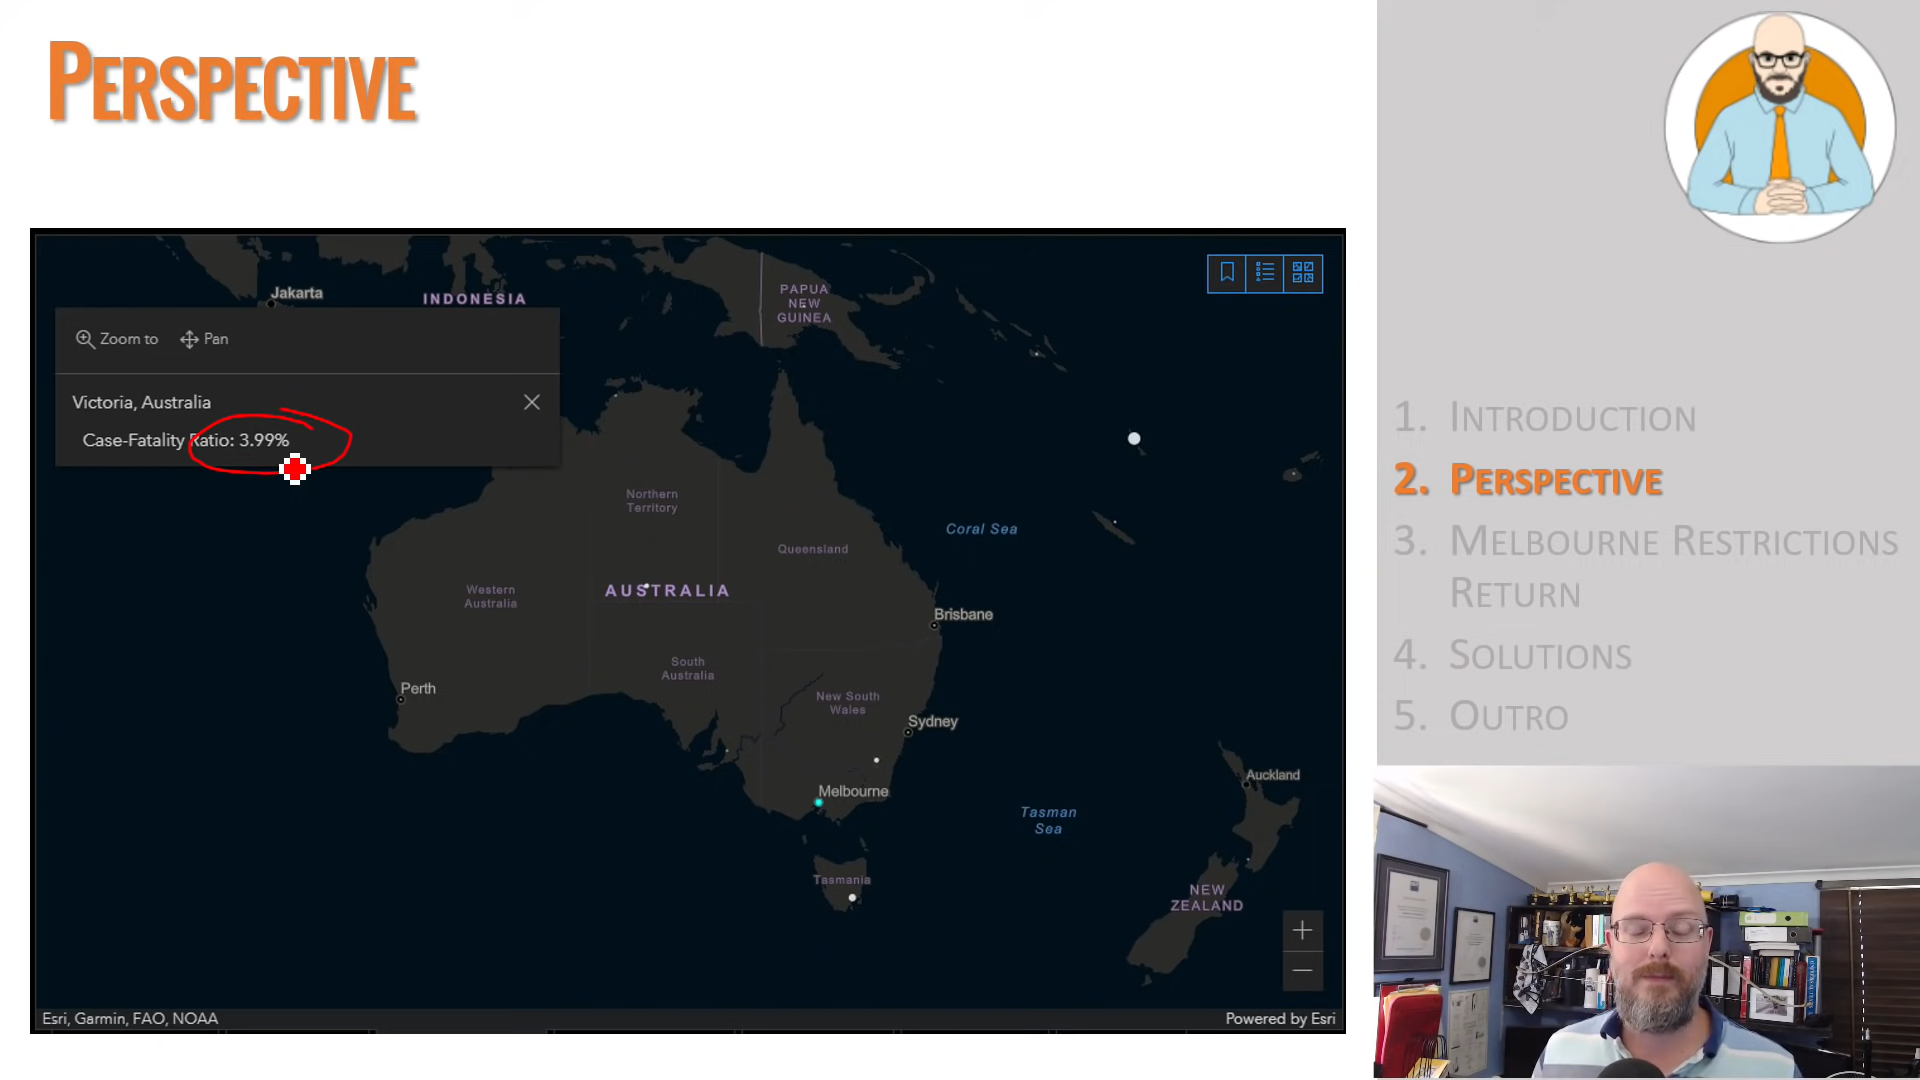 PERSPECTIVE
Jakarta
INDONESIA
PAPUA
NEW
GUINEA
Zoom to
Pan
Victoria, Australia
Case-Fatality Ratio: 3.99%
Northern
Territory
Coral Sea
Queensland
Western
Australia
AUSTRALIA
Brisbane
South
Australia
Perth
New South
Wales
Sydney
Auckland
Melbourne
Tasman
Sea
Tasmania
NEW
ZEALAND
Esri, Garmin, FAO, NOAA
Powered by Esri
1. INTRODUCTION
2. PERSPECTIVE
3. MELBOURNE RESTRICTIONS
RETURN
4. SOLUTIONS
5. OUTRO